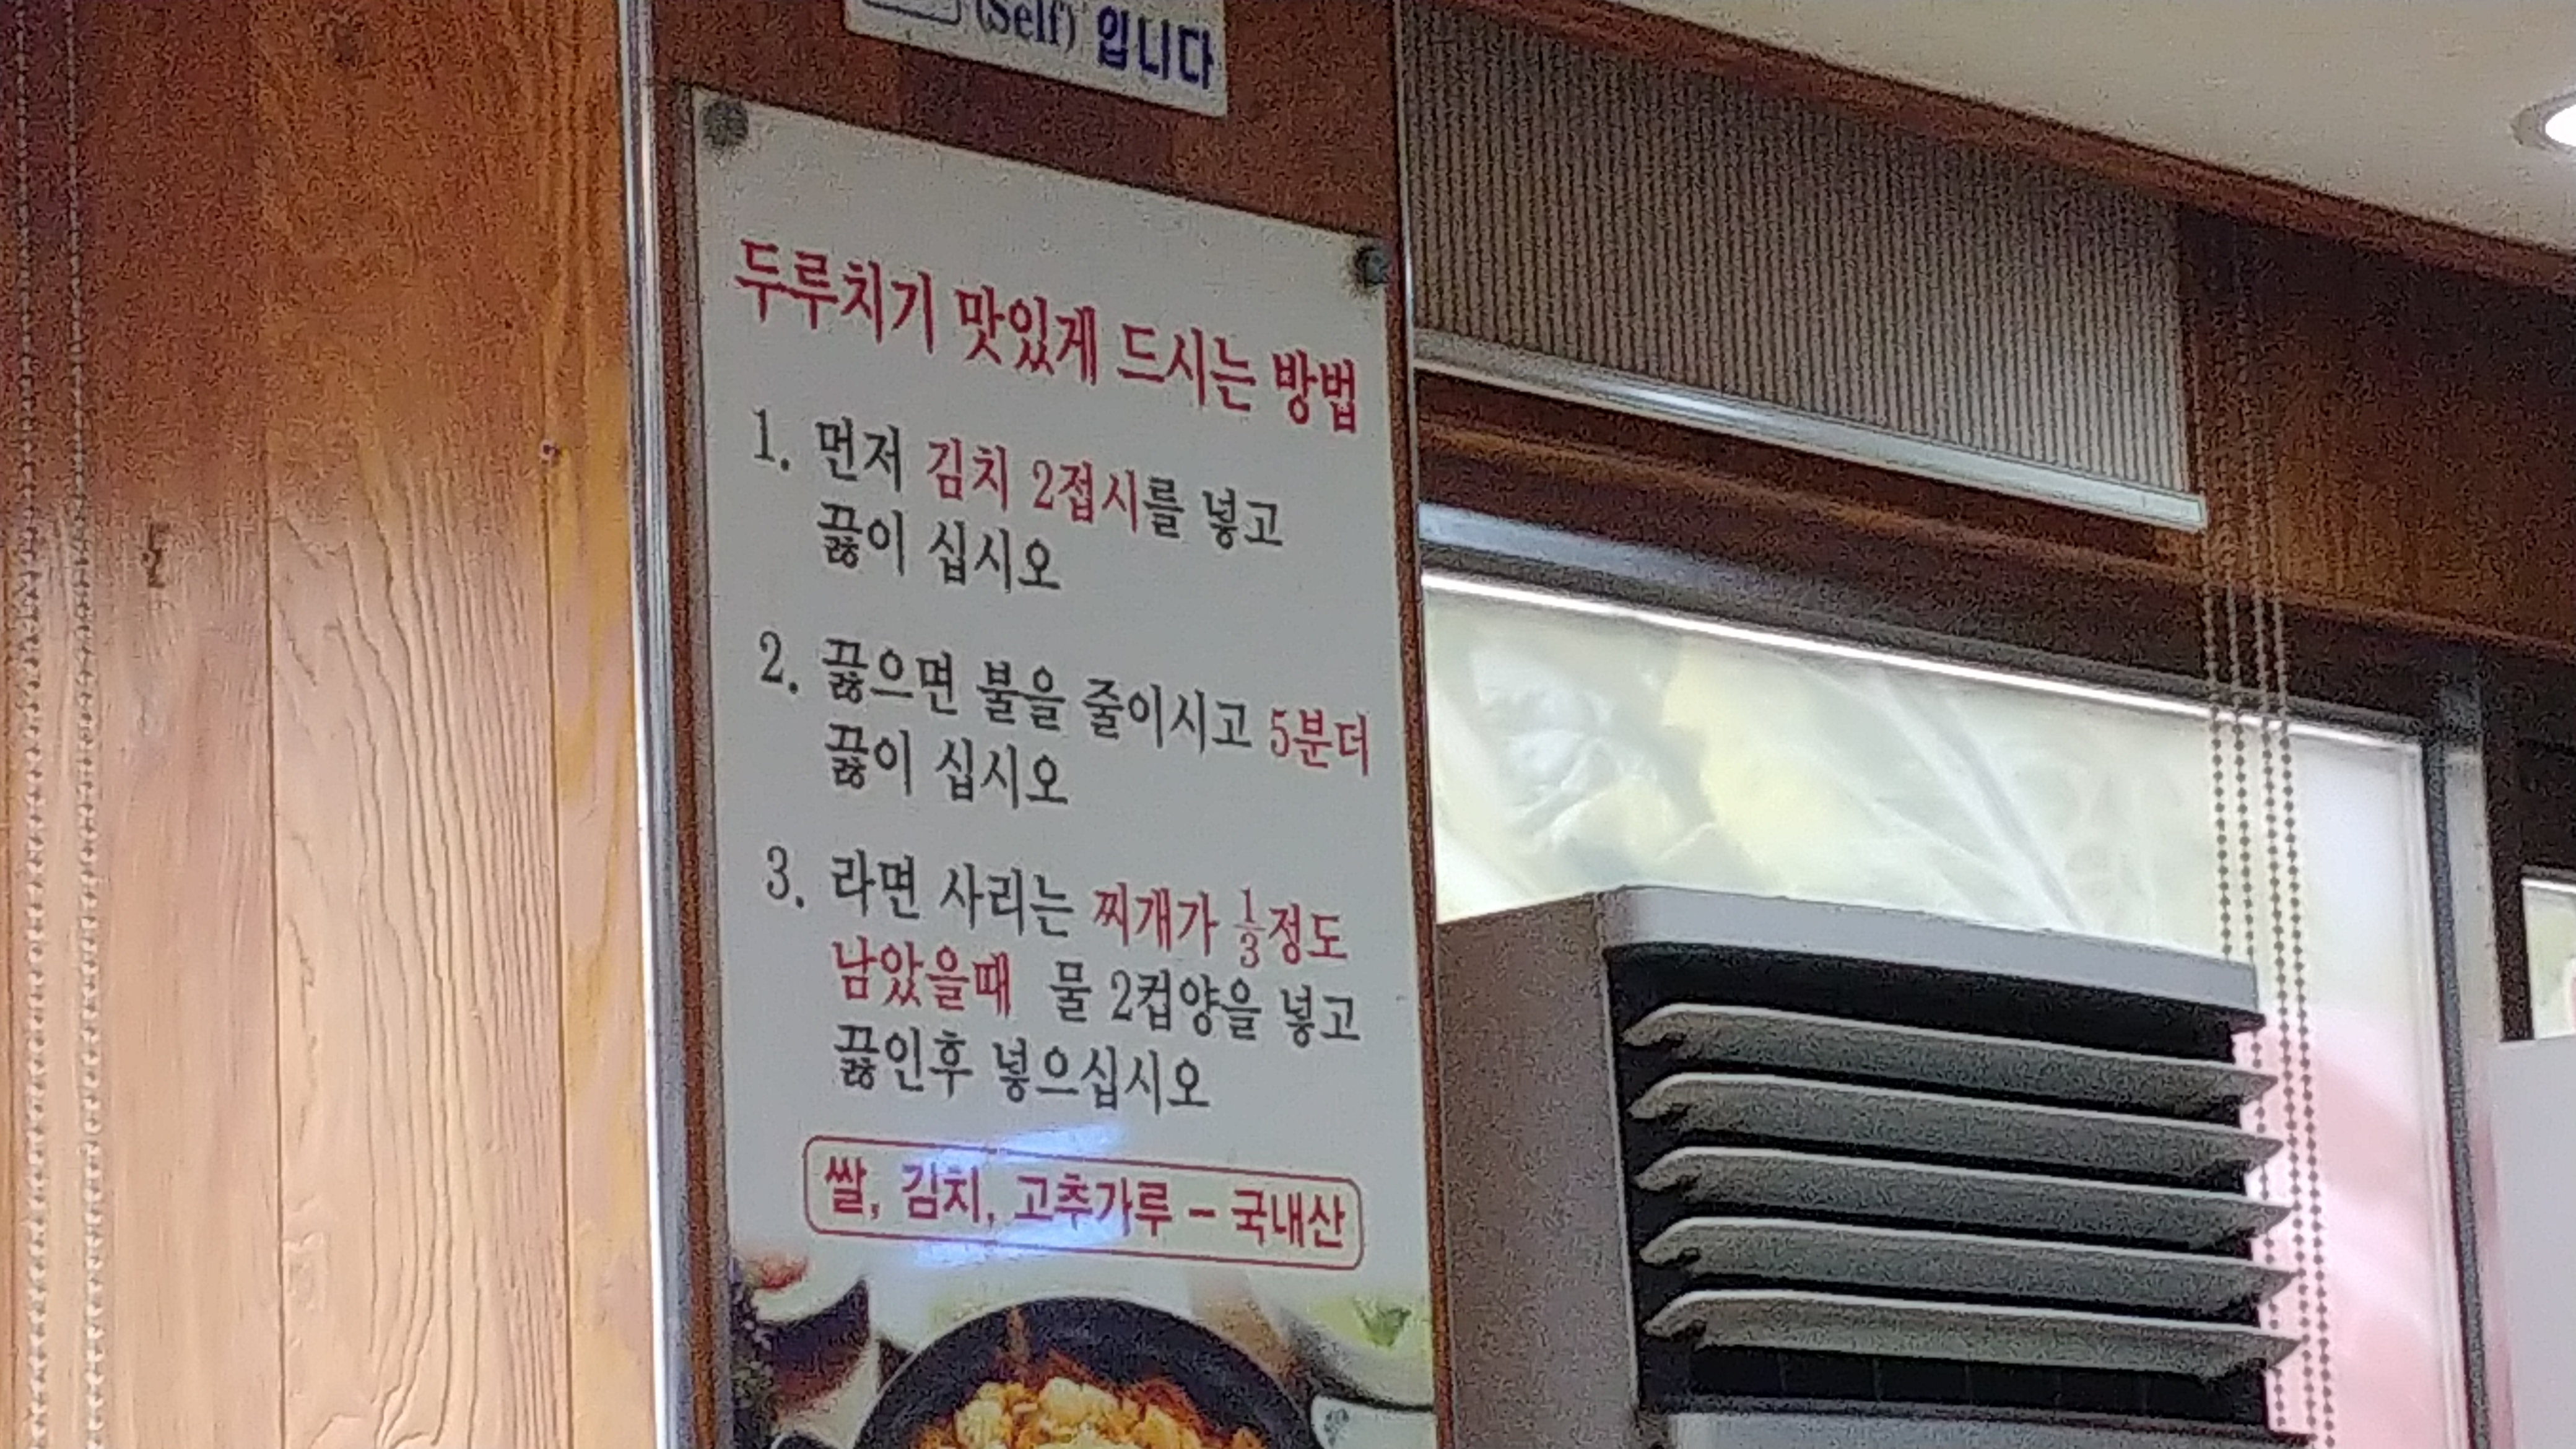 (Self) 입니다
두루치기 맛있게 드시는 방법
1. 먼저 김치 2접시를 넣고
끓이 십시오
2. 끓으면 불을 줄이시고 5분더
끓이 십시오
3. 라면 사리는 찌개가 1/3정도
남았을때 물 2컵양을 넣고
끓인후 넣으십시오
쌀, 김치, 고추가루 - 국내산